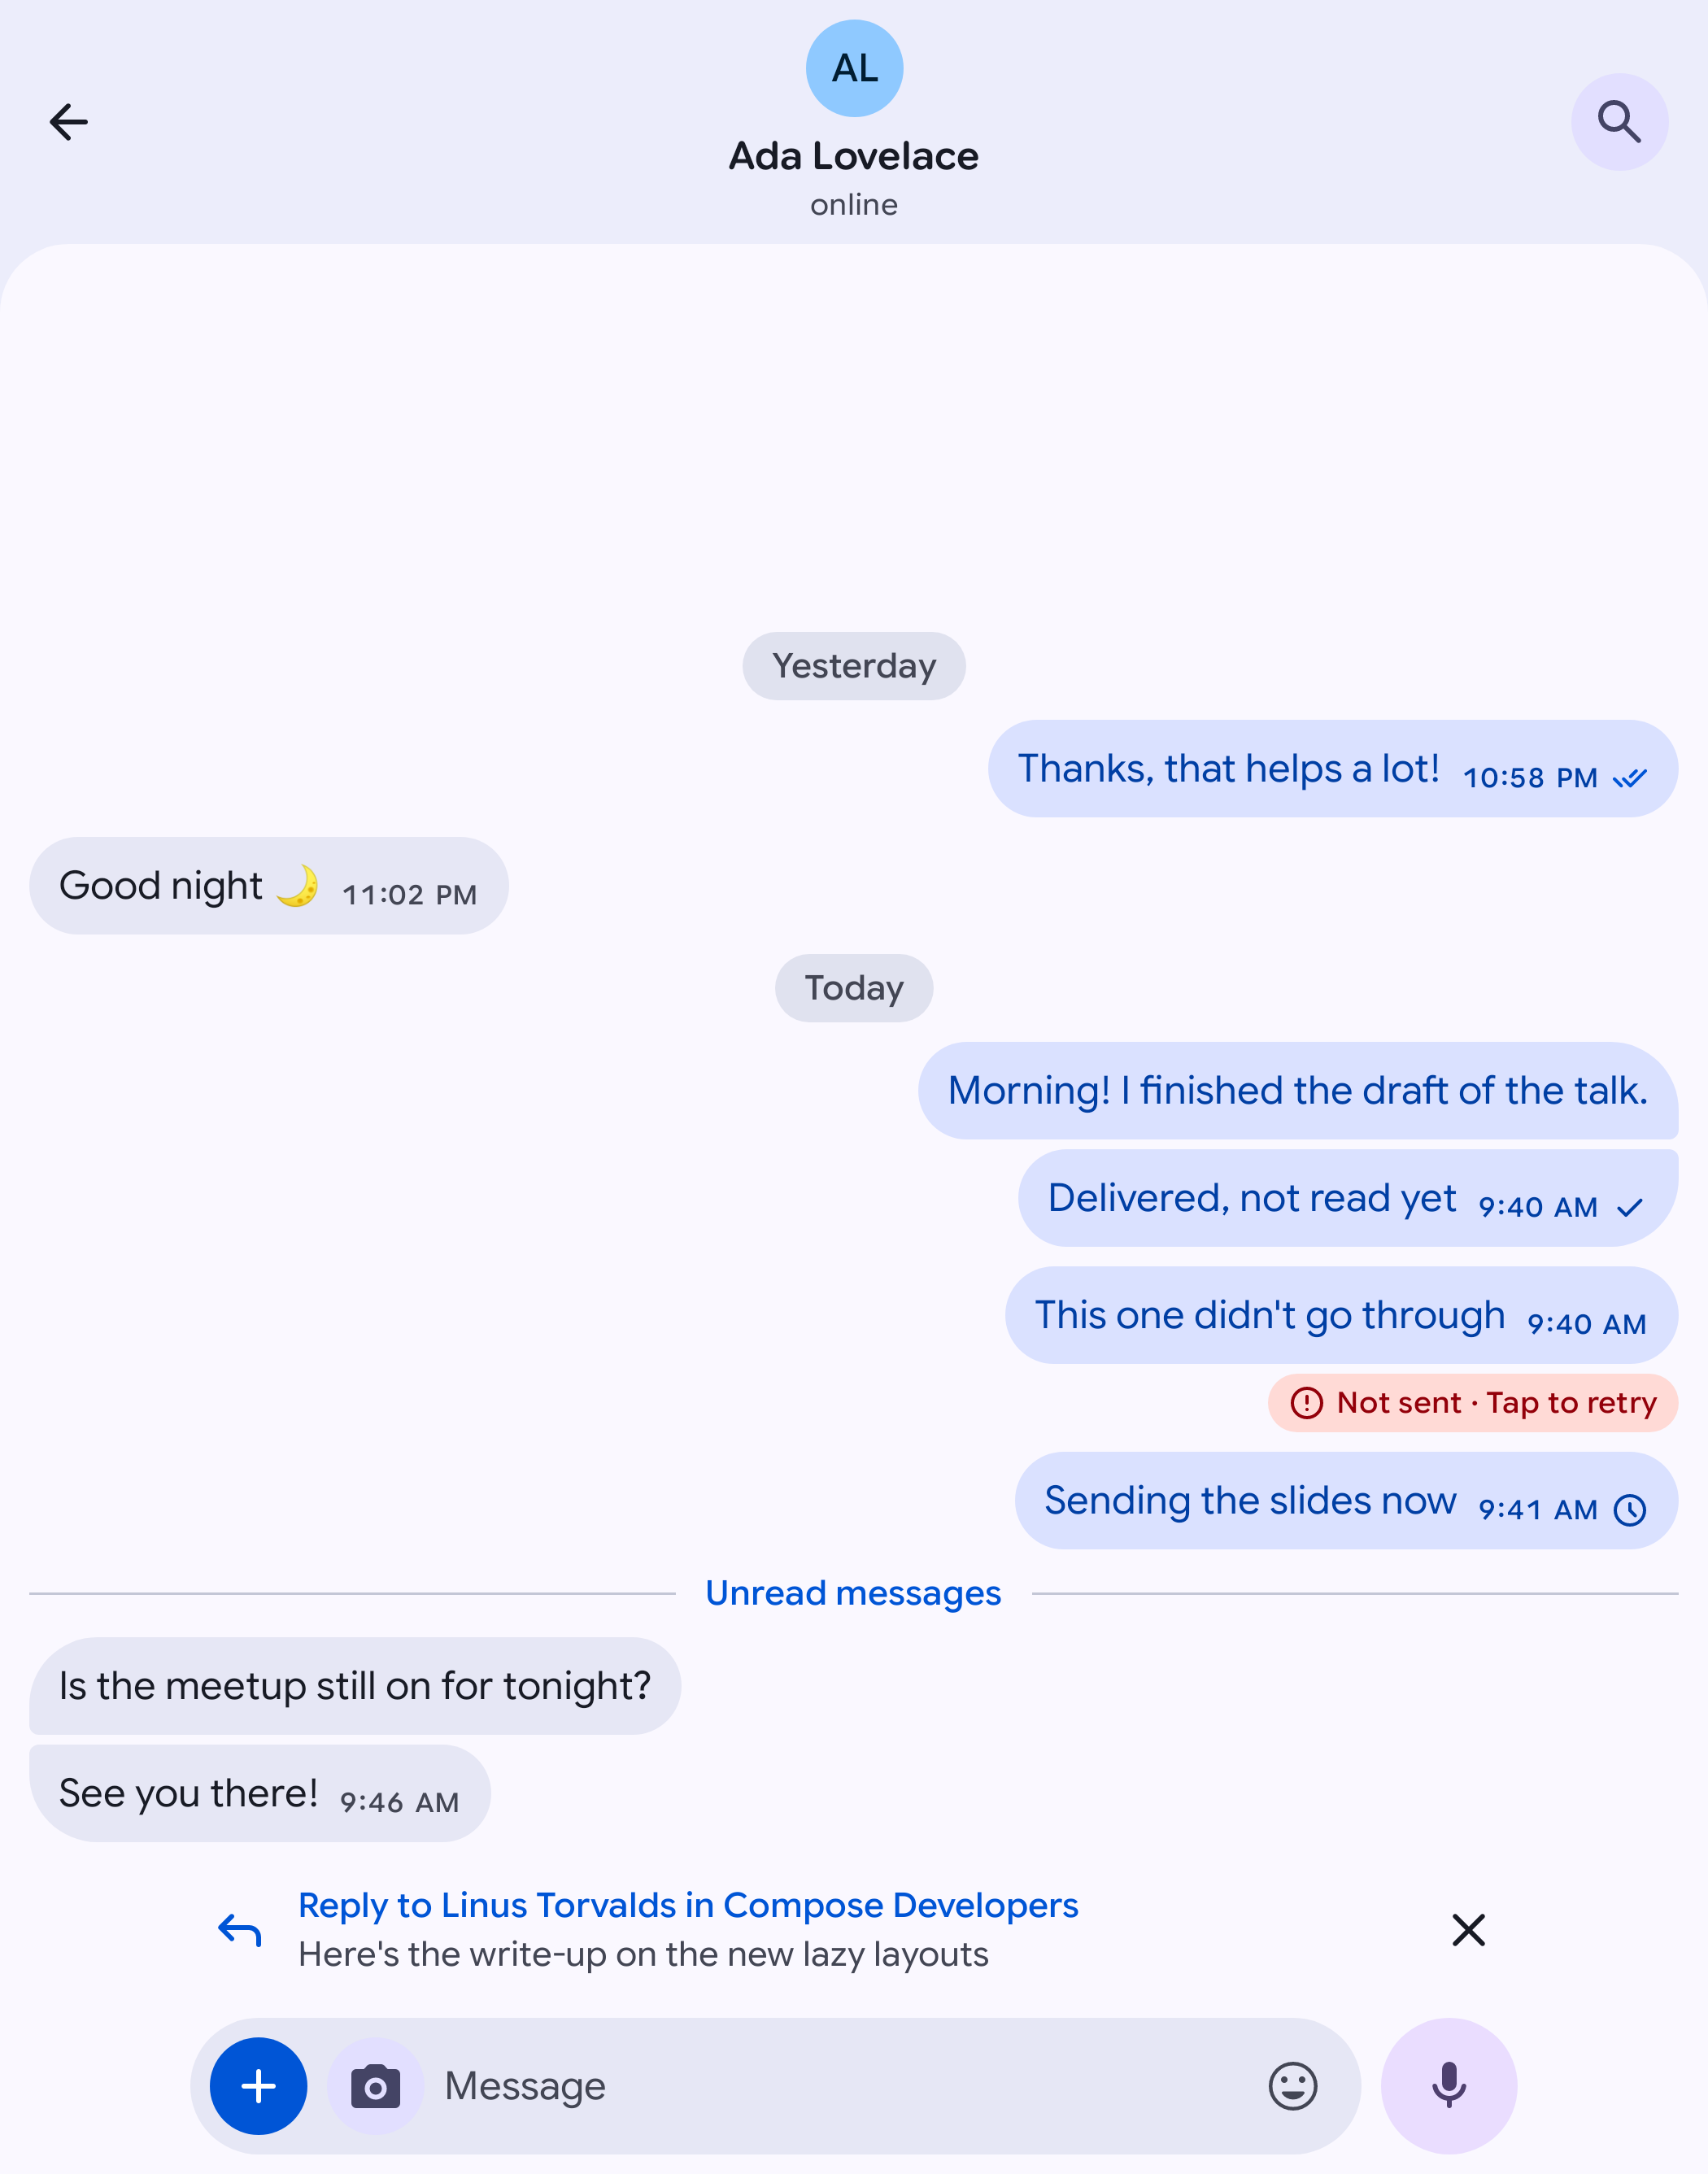 AL
Ada Lovelace
online
Yesterday
Thanks, that helps a lot! 10:58 PM
Good night 🌙 11:02 PM
Today
Morning! I finished the draft of the talk.
Delivered, not read yet 9:40 AM
This one didn't go through 9:40 AM
Not sent · Tap to retry
Sending the slides now 9:41 AM
Unread messages
Is the meetup still on for tonight?
See you there! 9:46 AM
Reply to Linus Torvalds in Compose Developers
Here's the write-up on the new lazy layouts
Message